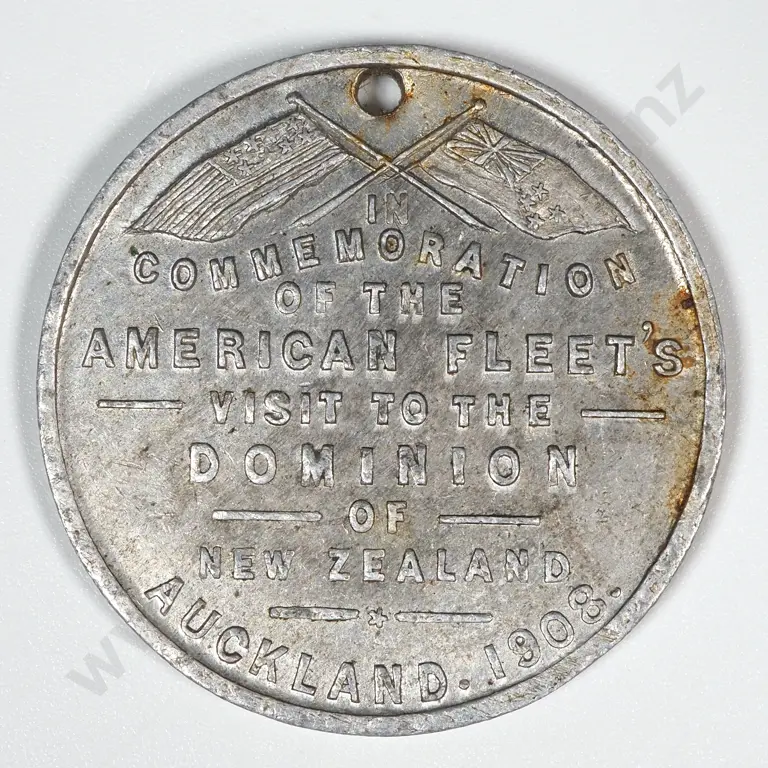 IN
COMMEMORATION
OF THE
AMERICAN FLEET'S
VISIT TO THE
DOMINION
OF
NEW ZEALAND
AUCKLAND. 1908.